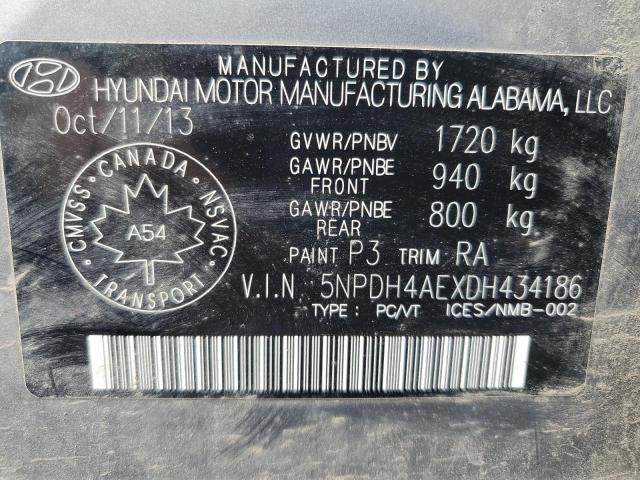 MANUFACTURED BY
HYUNDAI MOTOR MANUFACTURING ALABAMA, LLC
Oct/11/13
GVWR/PNBV 1720 kg
GAWR/PNBE FRONT 940 kg
GAWR/PNBE REAR 800 kg
PAINT P3 TRIM RA
CANADA
CMVSS NSVAC
A54
TRANSPORT
V.I.N. 5NPDH4AEXDH434186
TYPE : PC/VT ICES/NMB-002